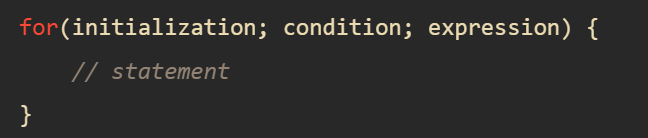 for(initialization; condition; expression) {
// statement
}